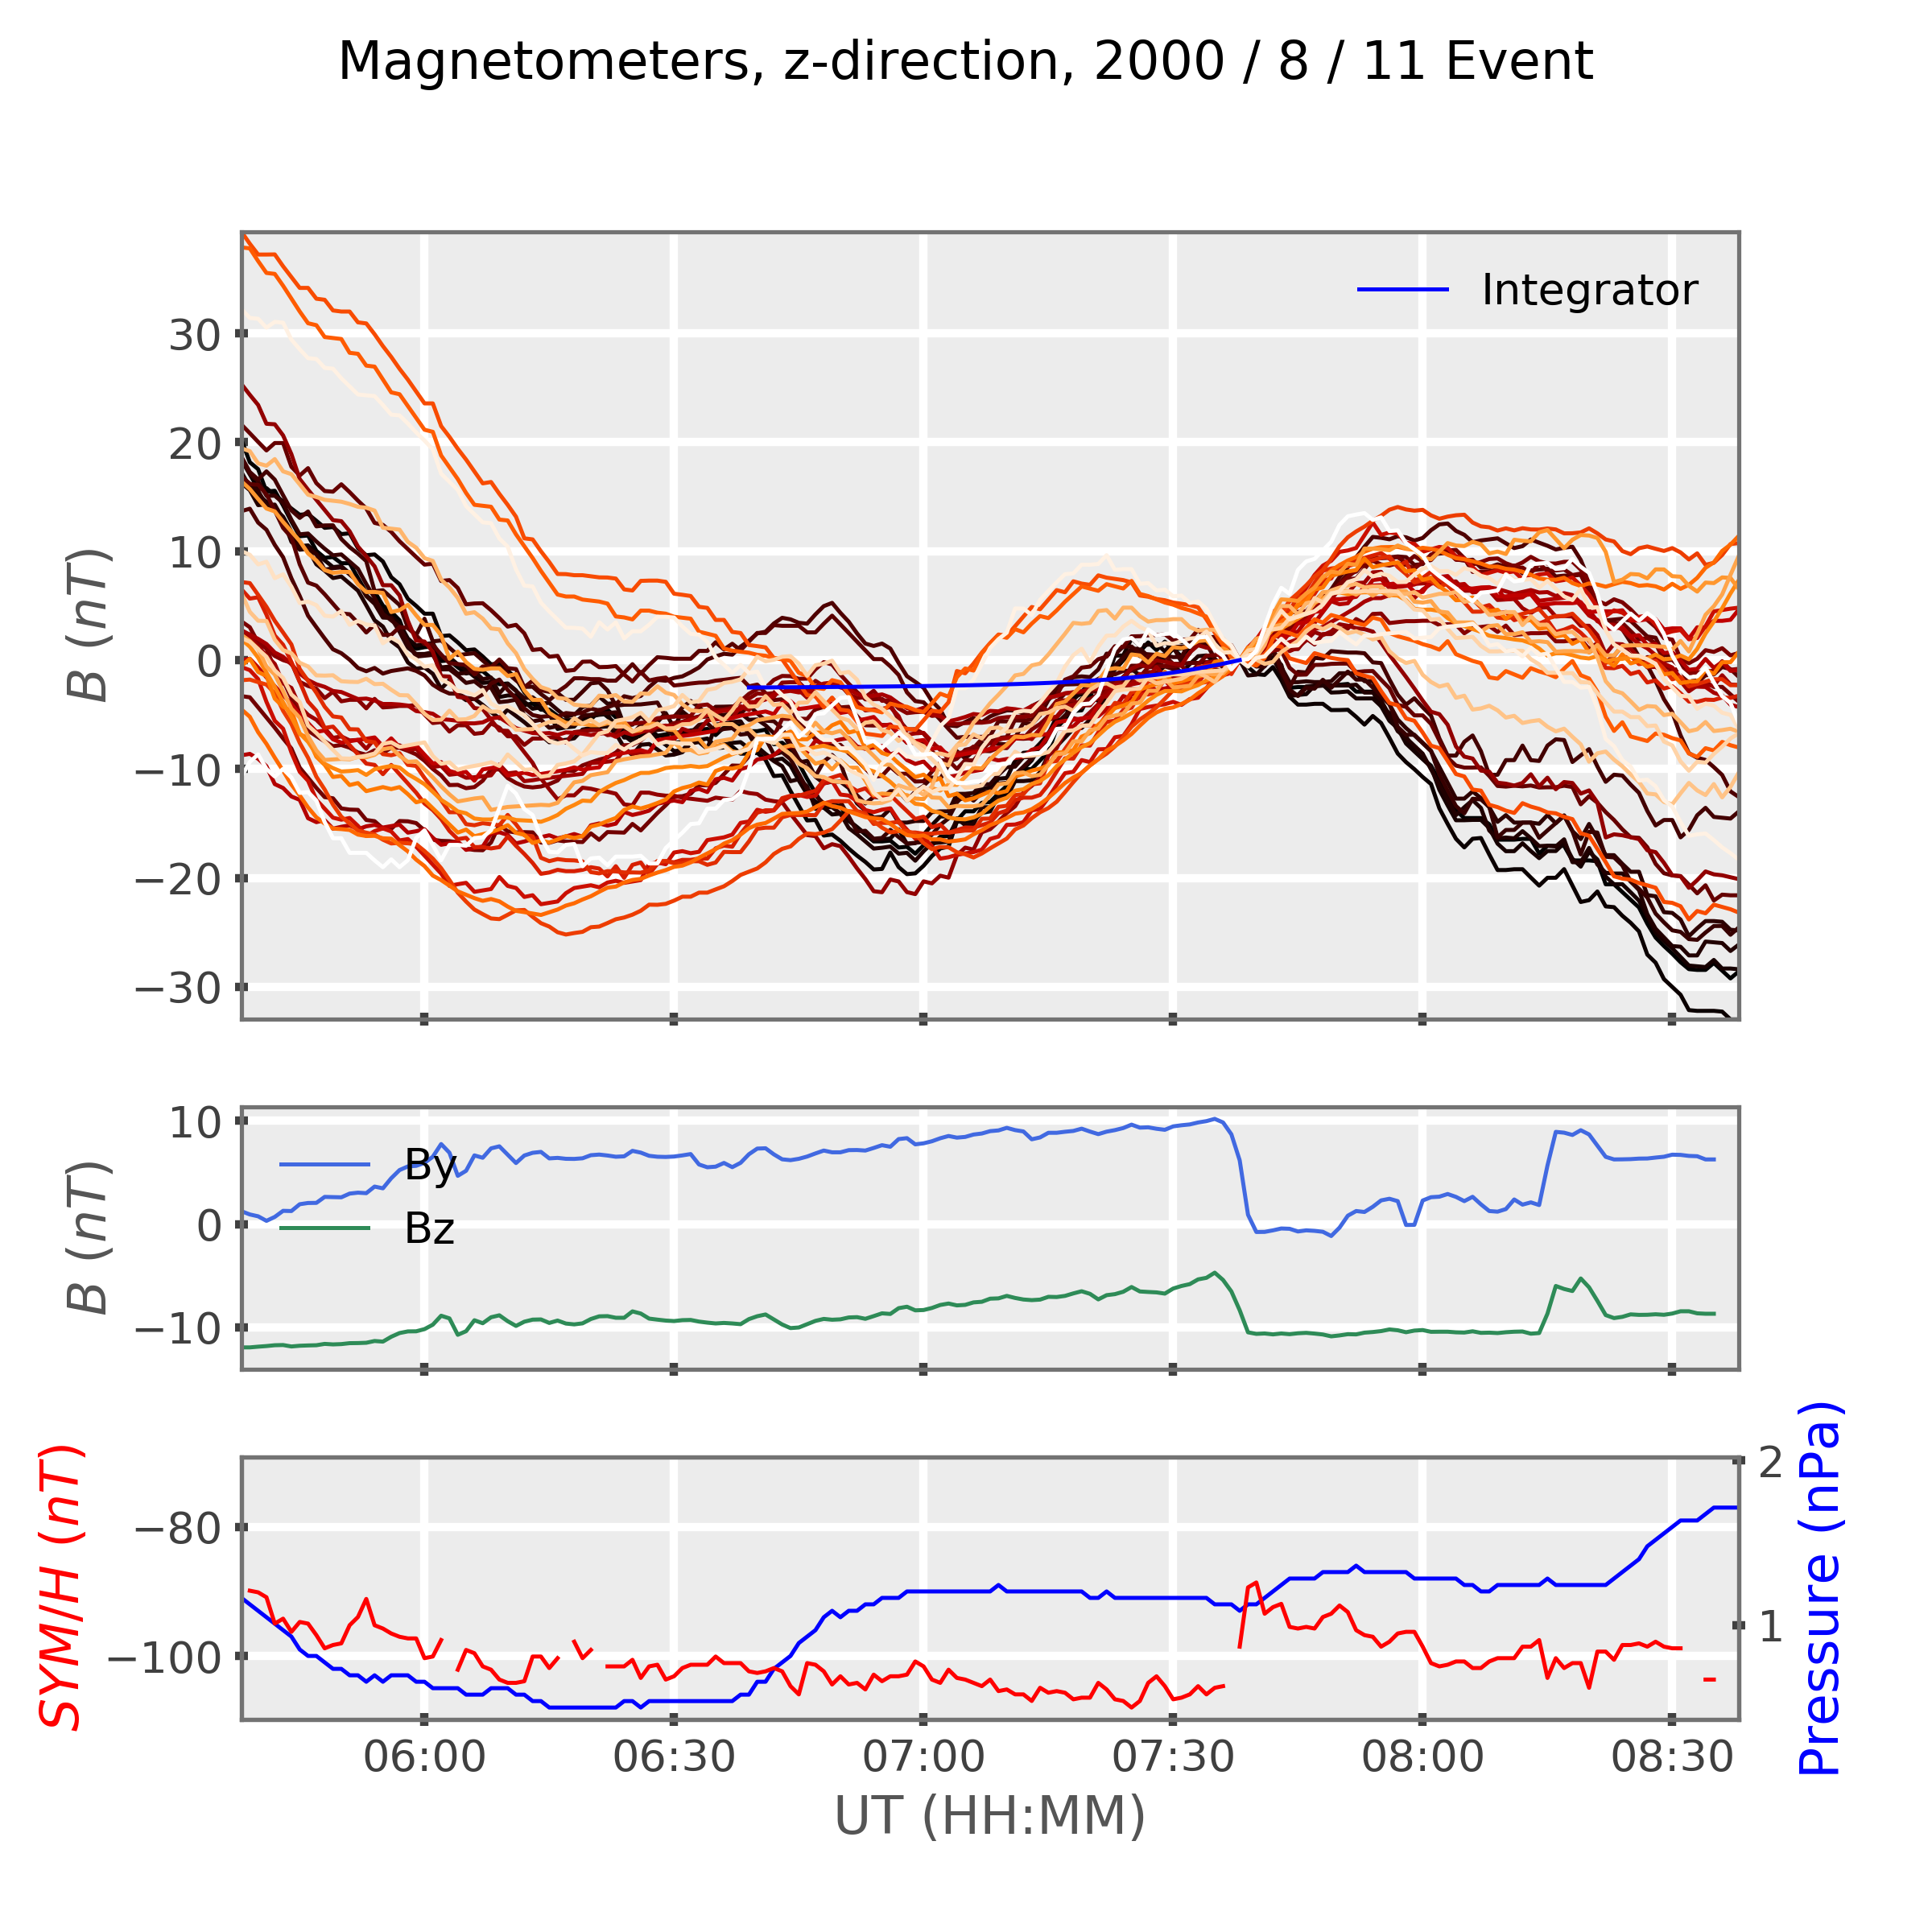 Magnetometers, z-direction, 2000 / 8 / 11 Event
B (nT)
30
20
10
0
−10
−20
−30
Integrator
B (nT)
10
0
−10
By
Bz
SYM/H (nT)
−80
−100
2
1
Pressure (nPa)
06:00 06:30 07:00 07:30 08:00 08:30
UT (HH:MM)